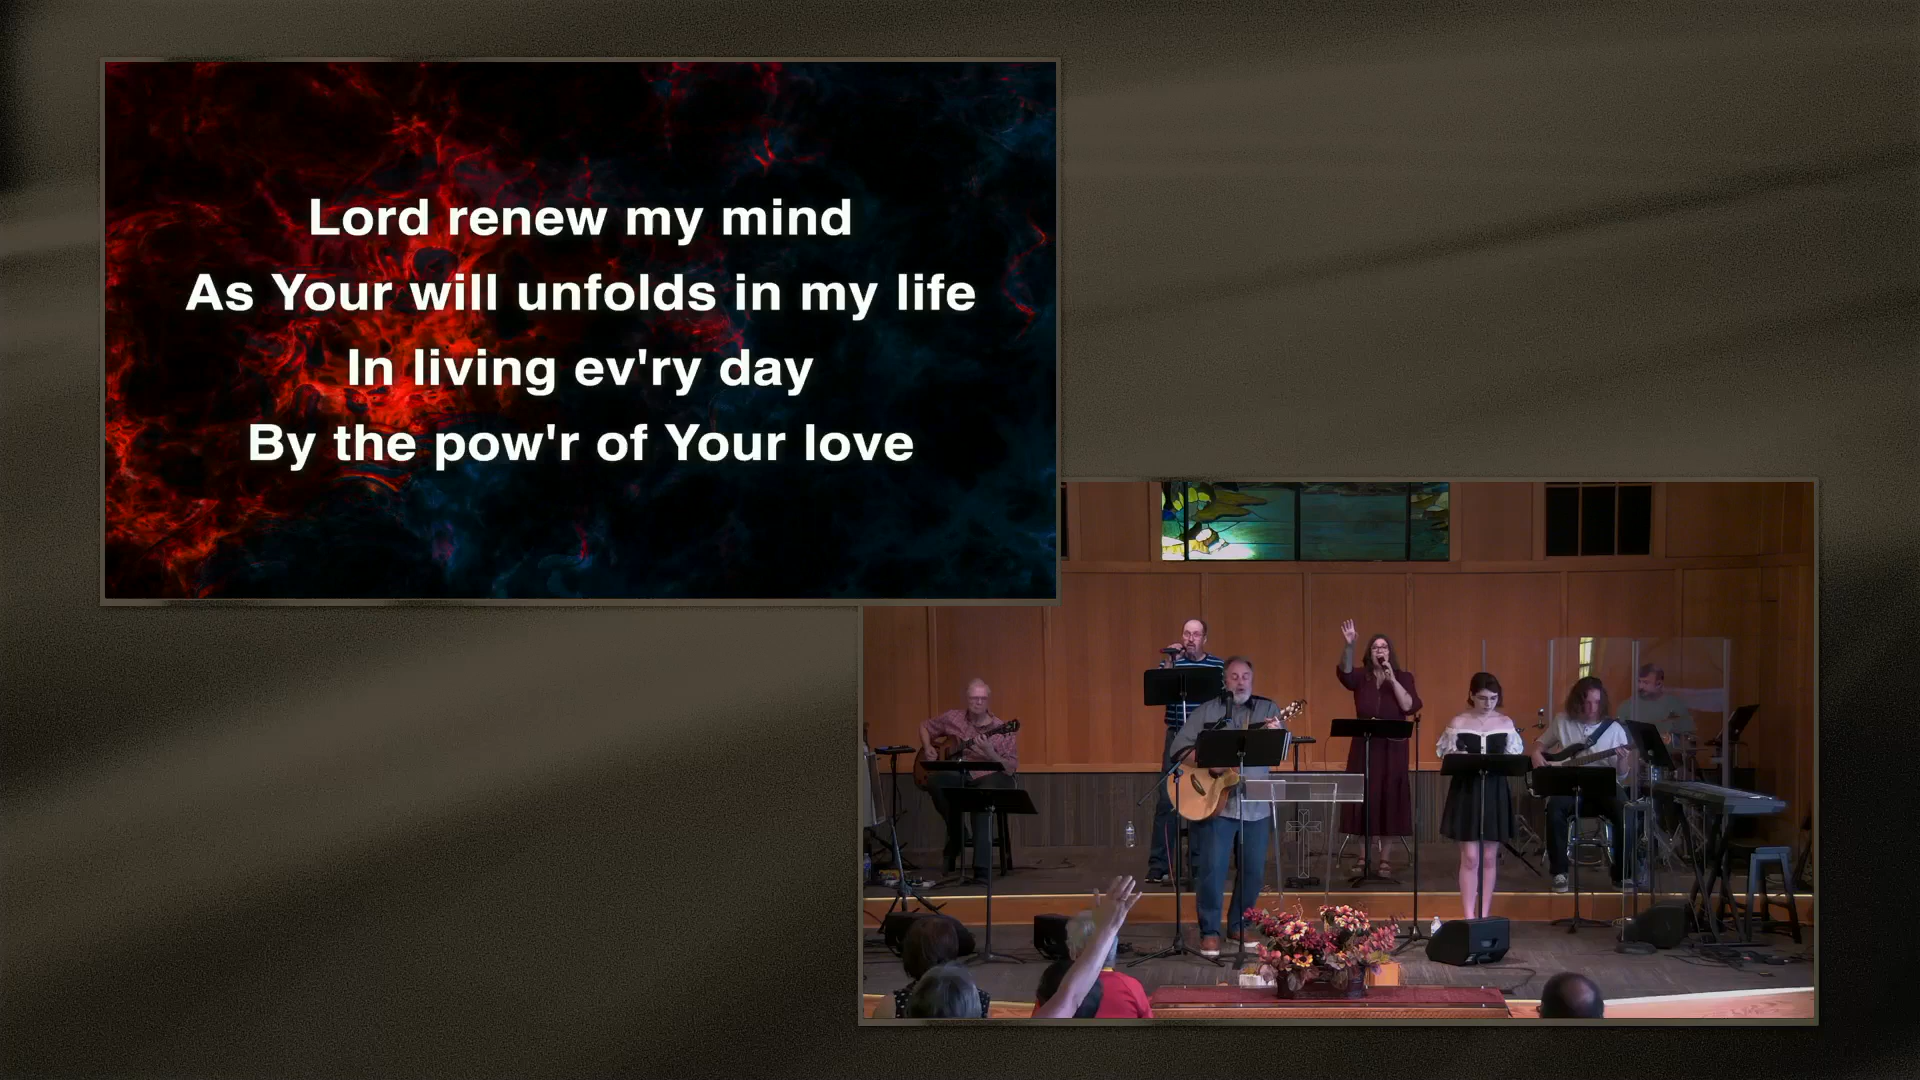 Lord renew my mind
As Your will unfolds in my life
In living ev'ry day
By the pow'r of Your love